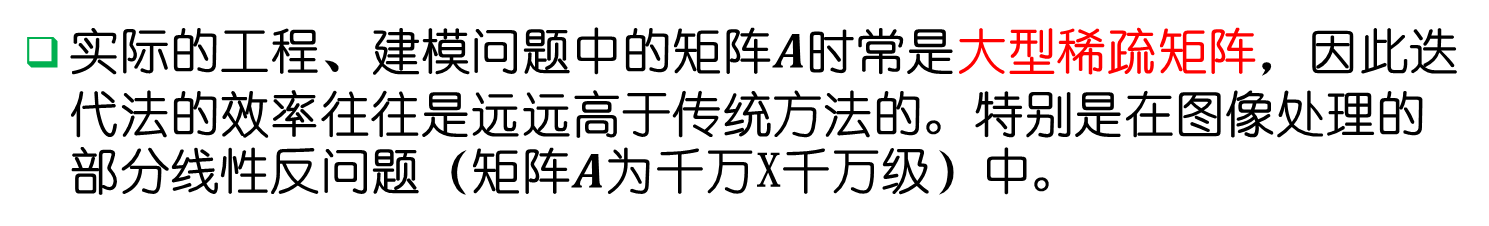 实际的工程、建模问题中的矩阵A时常是大型稀疏矩阵，因此迭
代法的效率往往是远远高于传统方法的。特别是在图像处理的
部分线性反问题（矩阵A为千万X千万级）中。